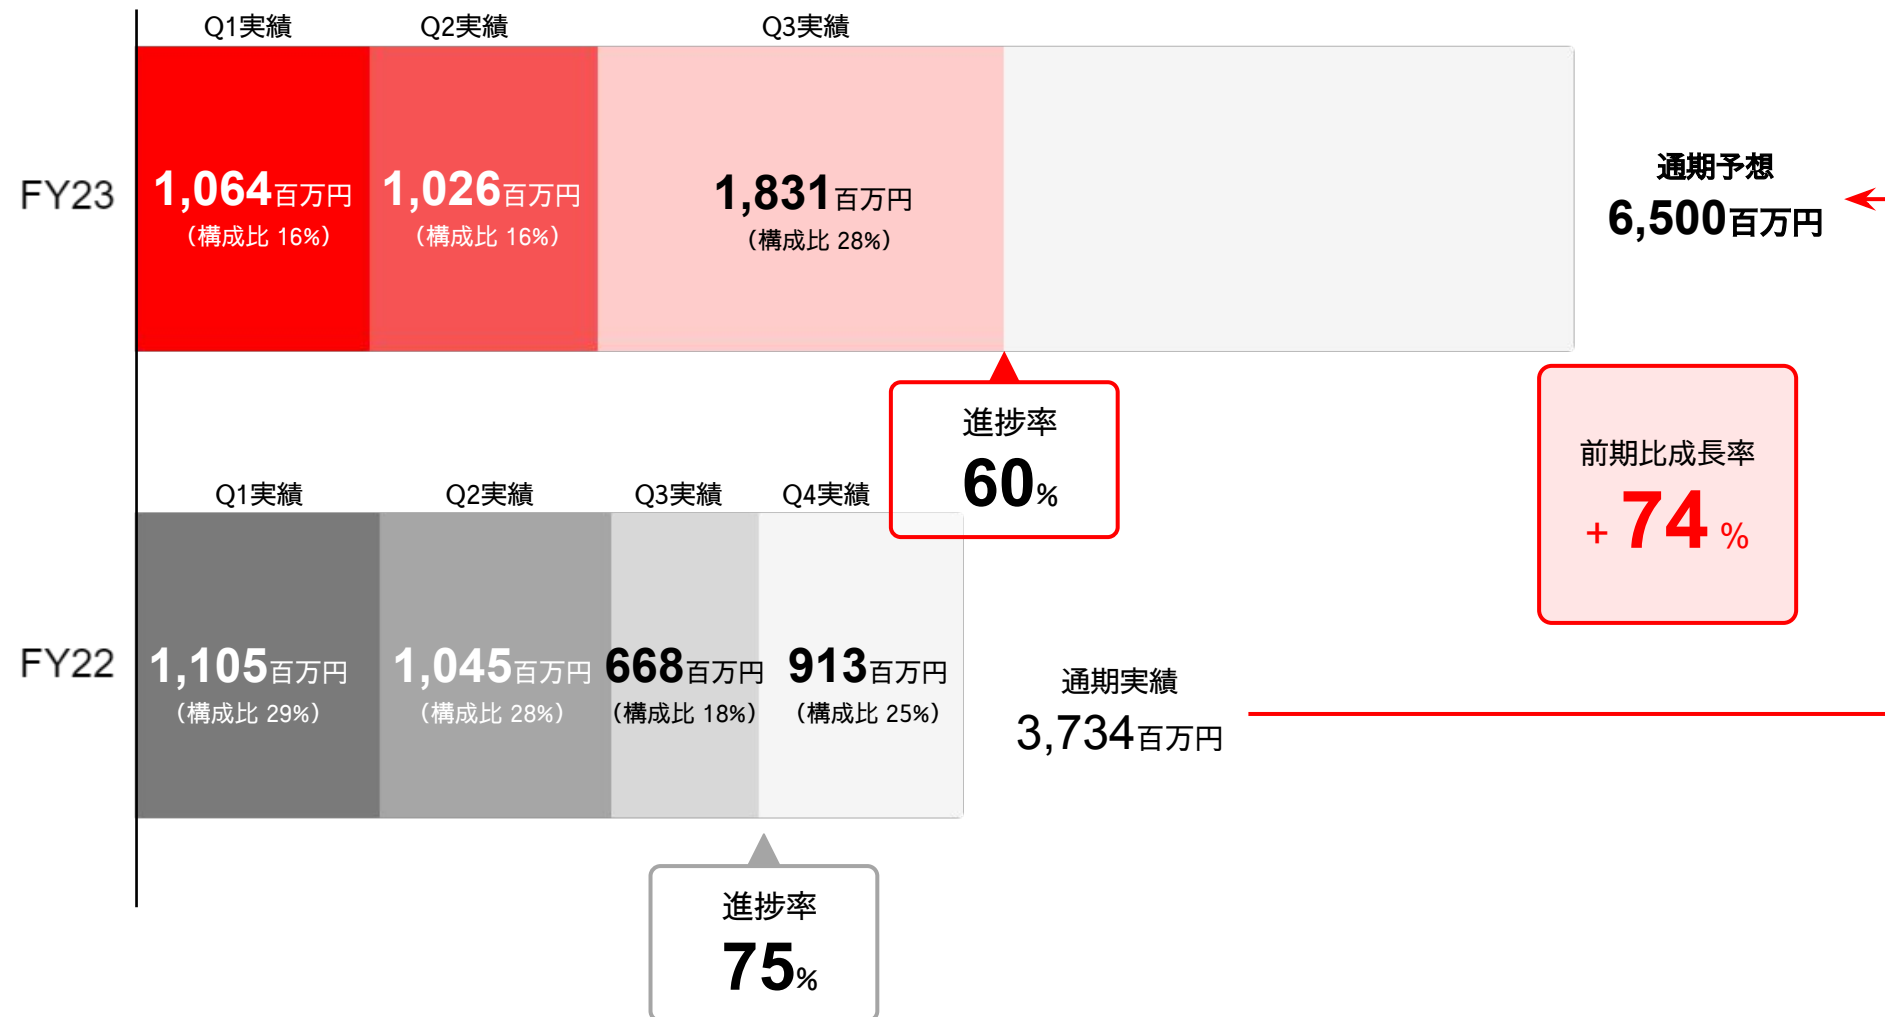 Q1実績 Q2実績 Q3実績
FY23
1,064百万円
（構成比 16%）
1,026百万円
（構成比 16%）
1,831百万円
（構成比 28%）
通期予想
6,500百万円
進捗率
60%
前期比成長率
+ 74 %
Q1実績 Q2実績 Q3実績 Q4実績
FY22
1,105百万円
（構成比 29%）
1,045百万円
（構成比 28%）
668百万円
（構成比 18%）
913百万円
（構成比 25%）
通期実績
3,734百万円
進捗率
75%